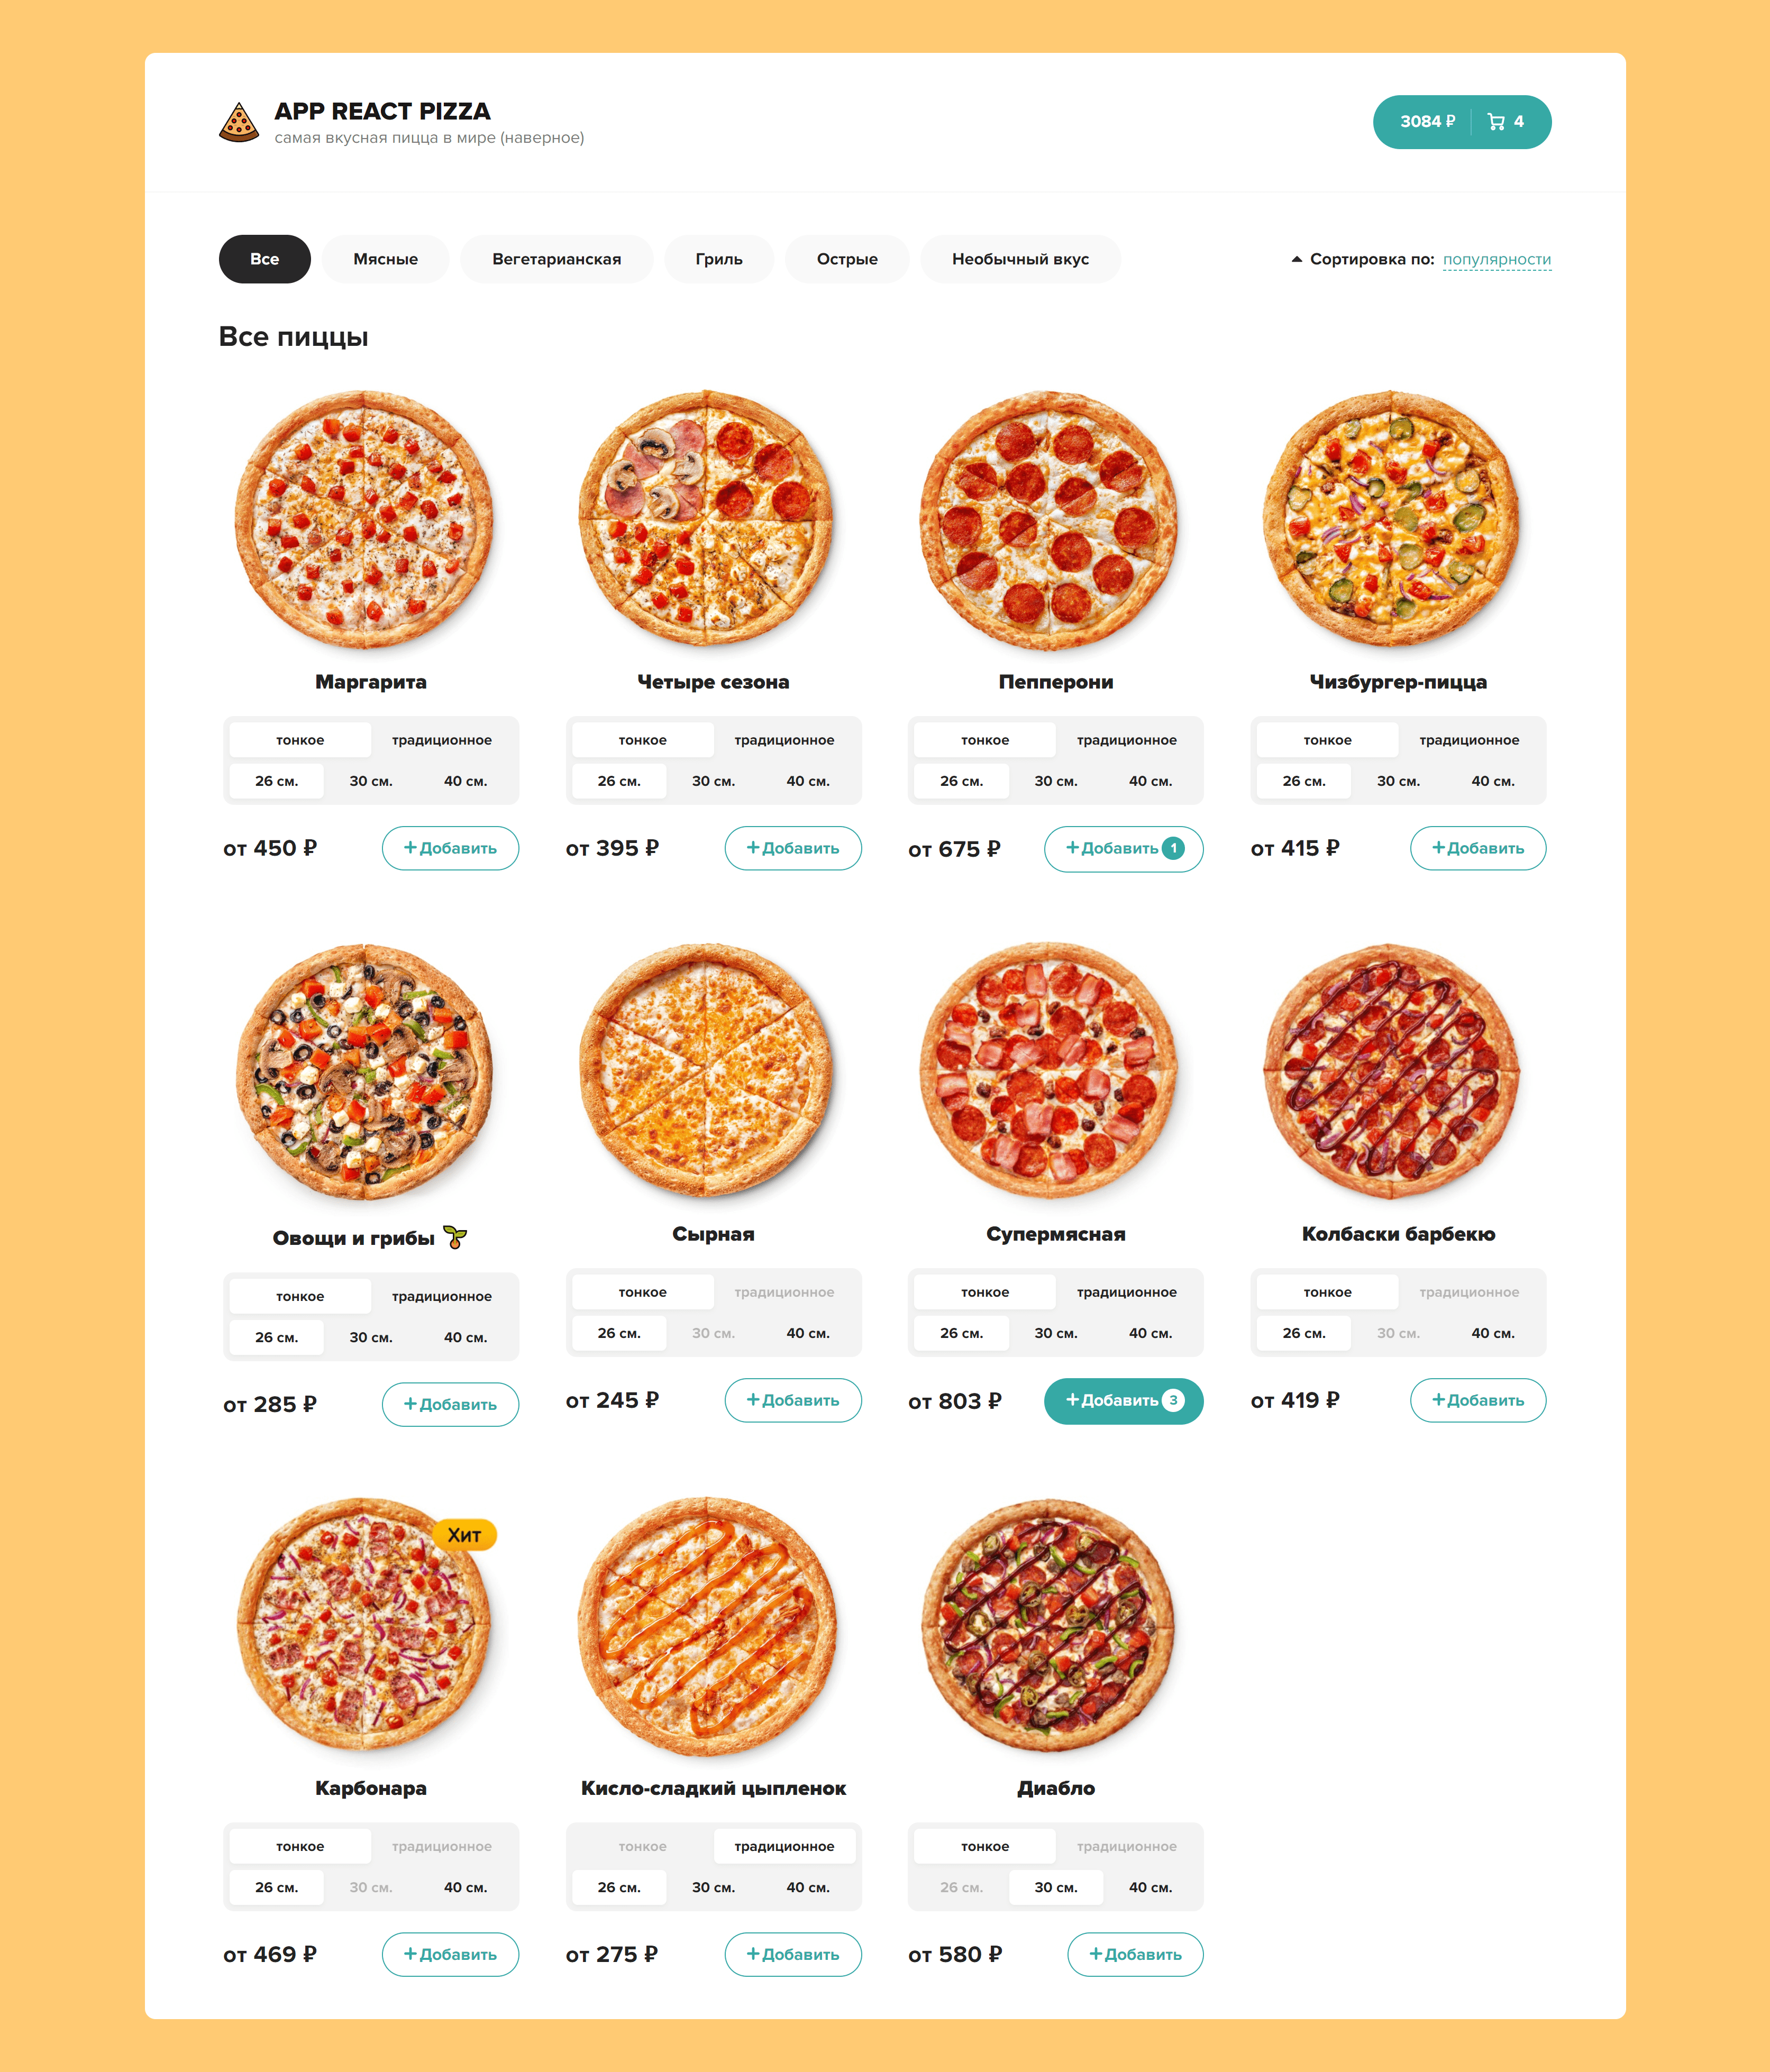 APP REACT PIZZA
самая вкусная пицца в мире (наверное)
3084 ₽ 4
Все Мясные Вегетарианская Гриль Острые Необычный вкус Сортировка по: популярности
Все пиццы
Маргарита Четыре сезона Пепперони Чизбургер-пицца
тонкое традиционное тонкое традиционное тонкое традиционное тонкое традиционное
26 см. 30 см. 40 см. 26 см. 30 см. 40 см. 26 см. 30 см. 40 см. 26 см. 30 см. 40 см.
от 450 ₽ +Добавить от 395 ₽ +Добавить от 675 ₽ +Добавить 1 от 415 ₽ +Добавить
Овощи и грибы Сырная Супермясная Колбаски барбекю
тонкое традиционное тонкое традиционное тонкое традиционное тонкое традиционное
26 см. 30 см. 40 см. 26 см. 30 см. 40 см. 26 см. 30 см. 40 см. 26 см. 30 см. 40 см.
от 285 ₽ +Добавить от 245 ₽ +Добавить от 803 ₽ +Добавить 3 от 419 ₽ +Добавить
Хит
Карбонара Кисло-сладкий цыпленок Диабло
тонкое традиционное тонкое традиционное тонкое традиционное
26 см. 30 см. 40 см. 26 см. 30 см. 40 см. 26 см. 30 см. 40 см.
от 469 ₽ +Добавить от 275 ₽ +Добавить от 580 ₽ +Добавить